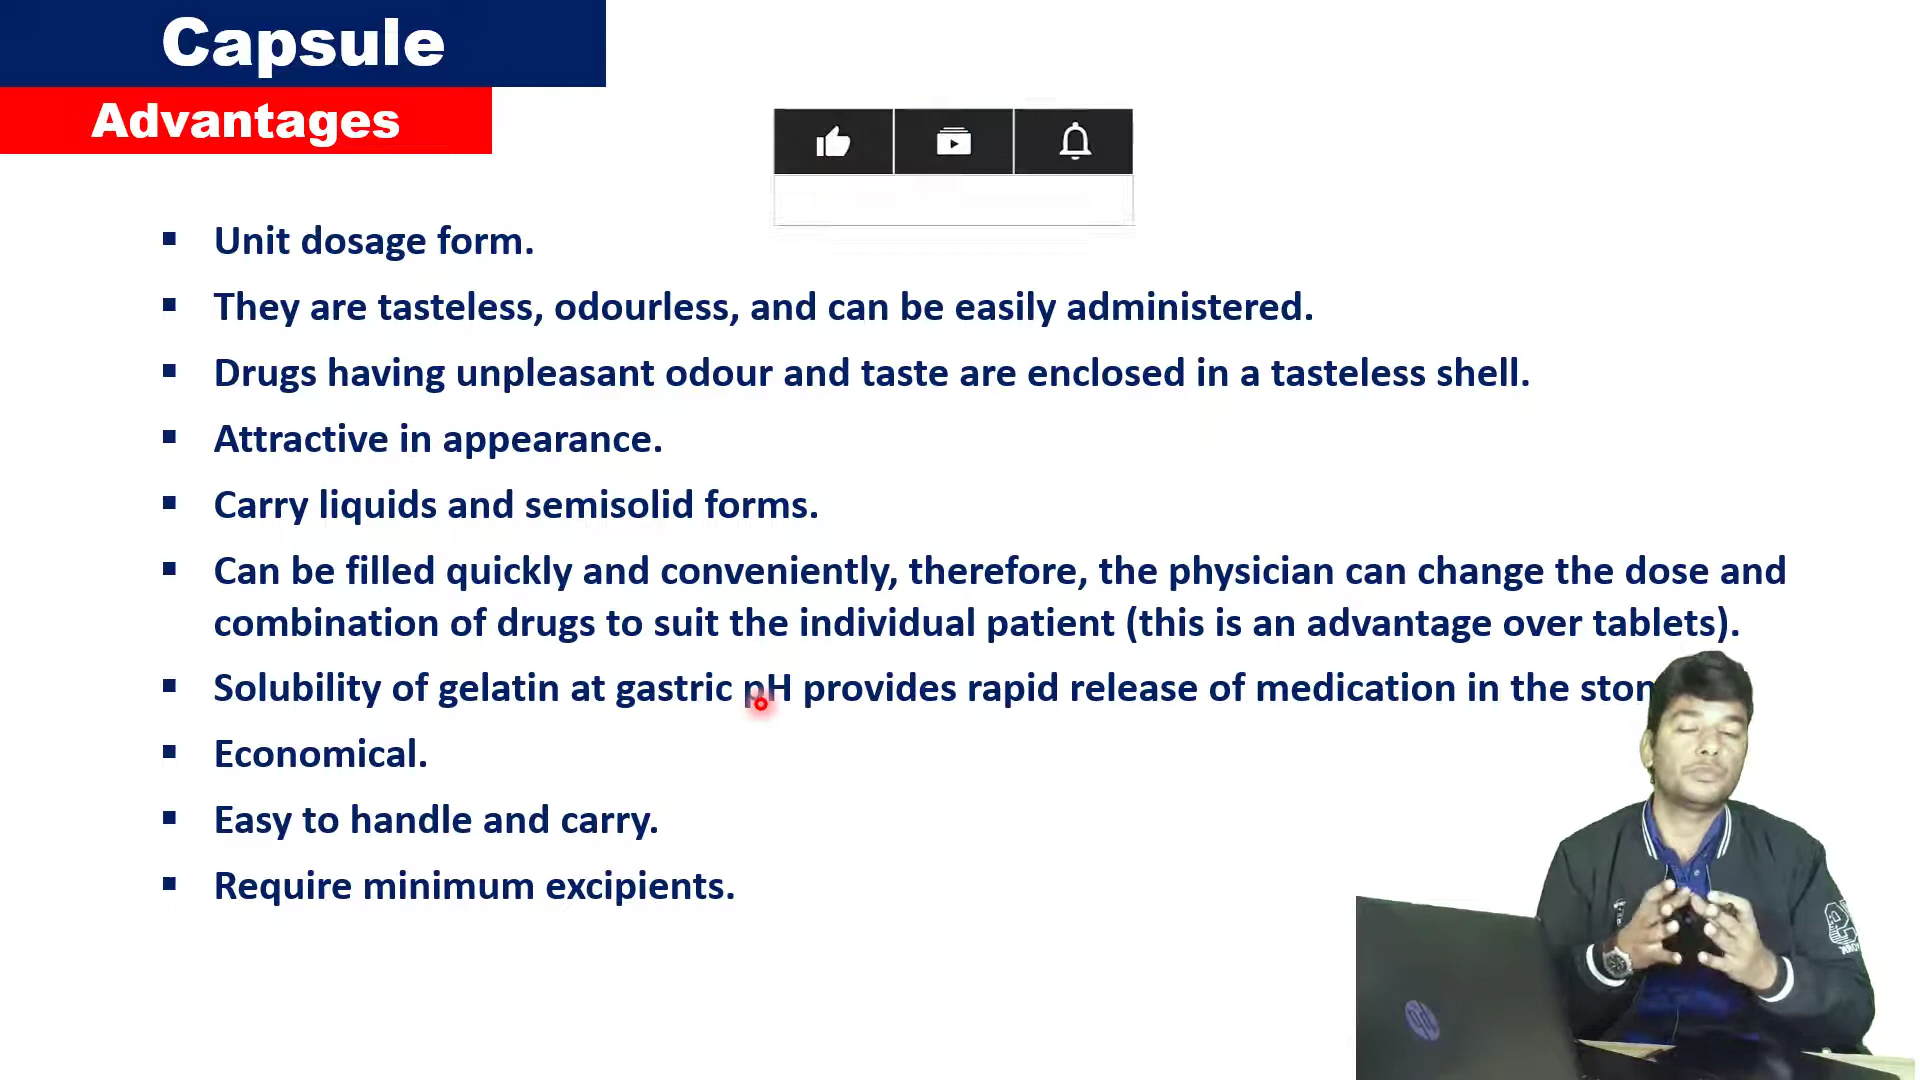 Capsule
Advantages
▪ Unit dosage form.
▪ They are tasteless, odourless, and can be easily administered.
▪ Drugs having unpleasant odour and taste are enclosed in a tasteless shell.
▪ Attractive in appearance.
▪ Carry liquids and semisolid forms.
▪ Can be filled quickly and conveniently, therefore, the physician can change the dose and
combination of drugs to suit the individual patient (this is an advantage over tablets).
▪ Solubility of gelatin at gastric pH provides rapid release of medication in the
▪ Economical.
▪ Easy to handle and carry.
▪ Require minimum excipients.
hp